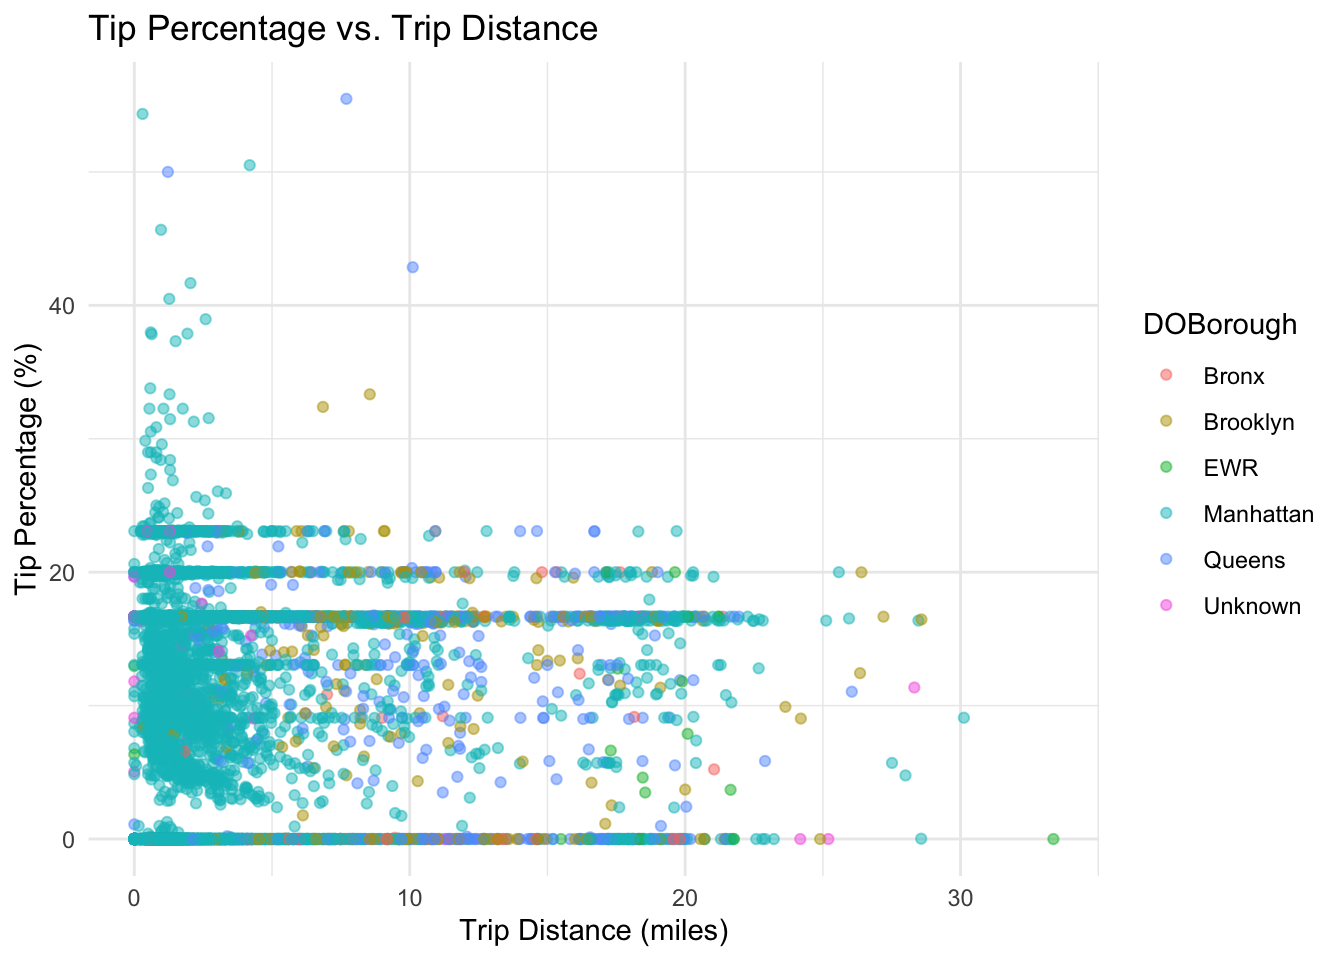 Tip Percentage vs. Trip Distance
Tip Percentage (%)
40
20
0
0 10 20 30
Trip Distance (miles)
DOBorough
Bronx
Brooklyn
EWR
Manhattan
Queens
Unknown